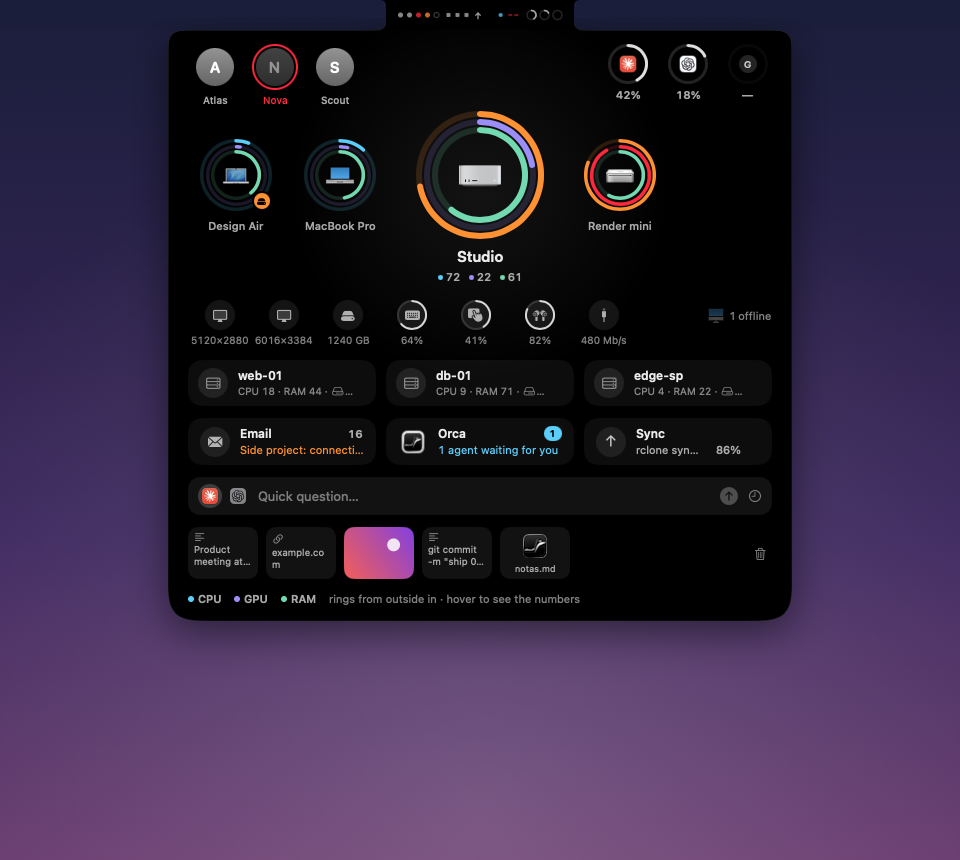 A
N
S
G
Atlas
Nova
Scout
42%
18%
—
Design Air
MacBook Pro
Studio
Render mini
72
22
61
5120×2880
6016×3384
1240 GB
64%
41%
82%
480 Mb/s
1 offline
web-01
CPU 18 · RAM 44 · ...
db-01
CPU 9 · RAM 71 · ...
edge-sp
CPU 4 · RAM 22 · ...
Email
16
Side project: connecti...
Orca
1
1 agent waiting for you
Sync
rclone syn...
86%
Quick question...
Product
meeting at...
example.co
m
git commit
-m "ship 0...
notas.md
CPU
GPU
RAM
rings from outside in · hover to see the numbers